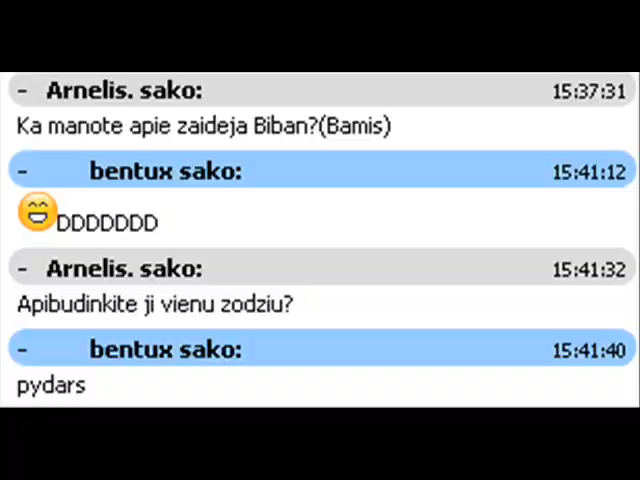 - Arnelis. sako: 15:37:31
Ka manote apie zaideja Biban?(Bamis)
- bentux sako: 15:41:12
DDDDDDD
- Arnelis. sako: 15:41:32
Apibudinkite ji vienu zodziu?
- bentux sako: 15:41:40
pydars